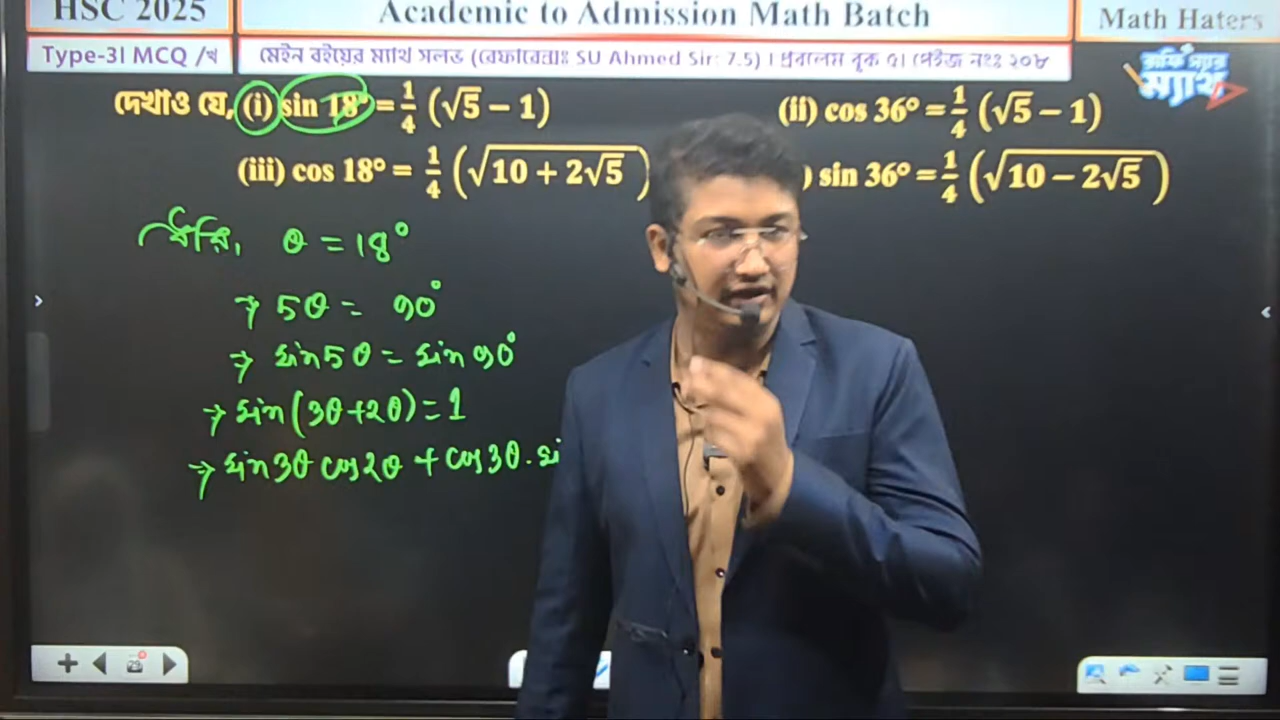 HSC 2025
Academic to Admission Math Batch
Math Haters
Type-3। MCQ /খ
মেইন বইয়ের ম্যাথ সলভ (রেফারেন্সঃ SU Ahmed Sir: 7.5) । প্রবলেম বুক ৫। পেইজ নংঃ ২০৮
রাফি স্যার ম্যাথ
দেখাও যে, (i) sin 18° = 1/4 (√5 − 1)
(ii) cos 36° = 1/4 (√5 − 1)
(iii) cos 18° = 1/4 (√(10 + 2√5))
) sin 36° = 1/4 (√(10 − 2√5))
ধরি, θ = 18°
⇒ 5θ = 90°
⇒ sin5θ = sin90°
⇒ sin(3θ+2θ) = 1
⇒ sin3θ cos2θ + cos3θ . si
29